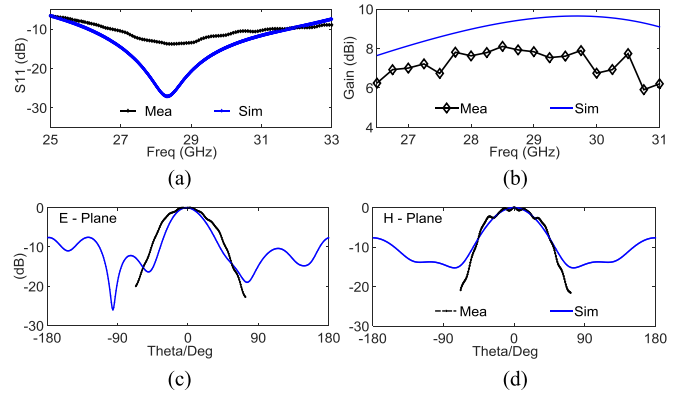 -10
-20
-30
S11 (dB)
Mea
Sim
25
27
29
31
33
Freq (GHz)
(a)
10
8
6
4
Gain (dBi)
Mea
Sim
27
28
29
30
31
Freq (GHz)
(b)
0
-10
-20
-30
(dB)
E - Plane
-180
-90
0
90
180
Theta/Deg
(c)
0
-10
-20
-30
H - Plane
Mea
Sim
-180
-90
0
90
180
Theta/Deg
(d)